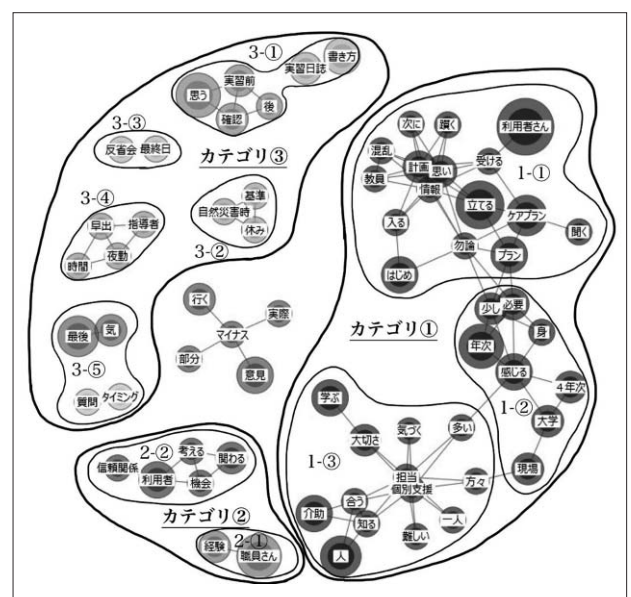 3-①
書き方
実習日誌
実習前
思う
後
確認
3-③
反省会
最終日
カテゴリ③
基準
自然災害時
休み
3-②
3-④
早出
指導者
時間
夜勤
最後
気
3-⑤
質問
タイミング
行く
実際
マイナス
部分
意見
2-②
考える
関わる
信頼関係
利用者
機会
カテゴリ②
2-①
経験
職員さん
次に
躓く
利用者さん
混乱
計画
思い
受ける
1-①
教員
情報
立てる
ケアプラン
入る
聞く
勿論
はじめ
プラン
カテゴリ①
少し
必要
年次
身
感じる
4年次
1-②
大学
現場
学ぶ
大切さ
気づく
多い
1-③
担当
個別支援
方々
介助
合う
知る
一人
難しい
人